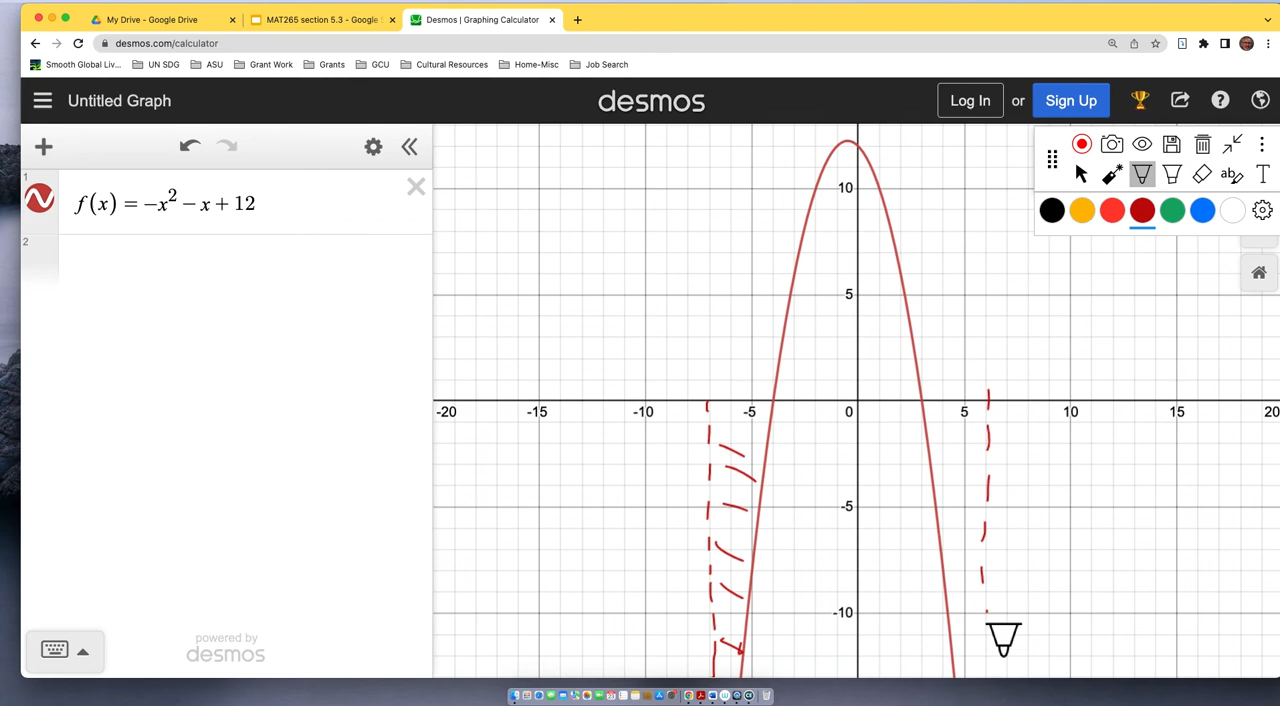 My Drive - Google Drive
MAT265 section 5.3 - Google S
Desmos | Graphing Calculator
desmos.com/calculator
Smooth Global Liv...
UN SDG
ASU
Grant Work
Grants
GCU
Cultural Resources
Home-Misc
Job Search
Untitled Graph
desmos
Log In
or
Sign Up
1
f(x) = −x² − x + 12
2
10
5
-20
-15
-10
-5
0
5
10
15
20
-5
-10
powered by
desmos